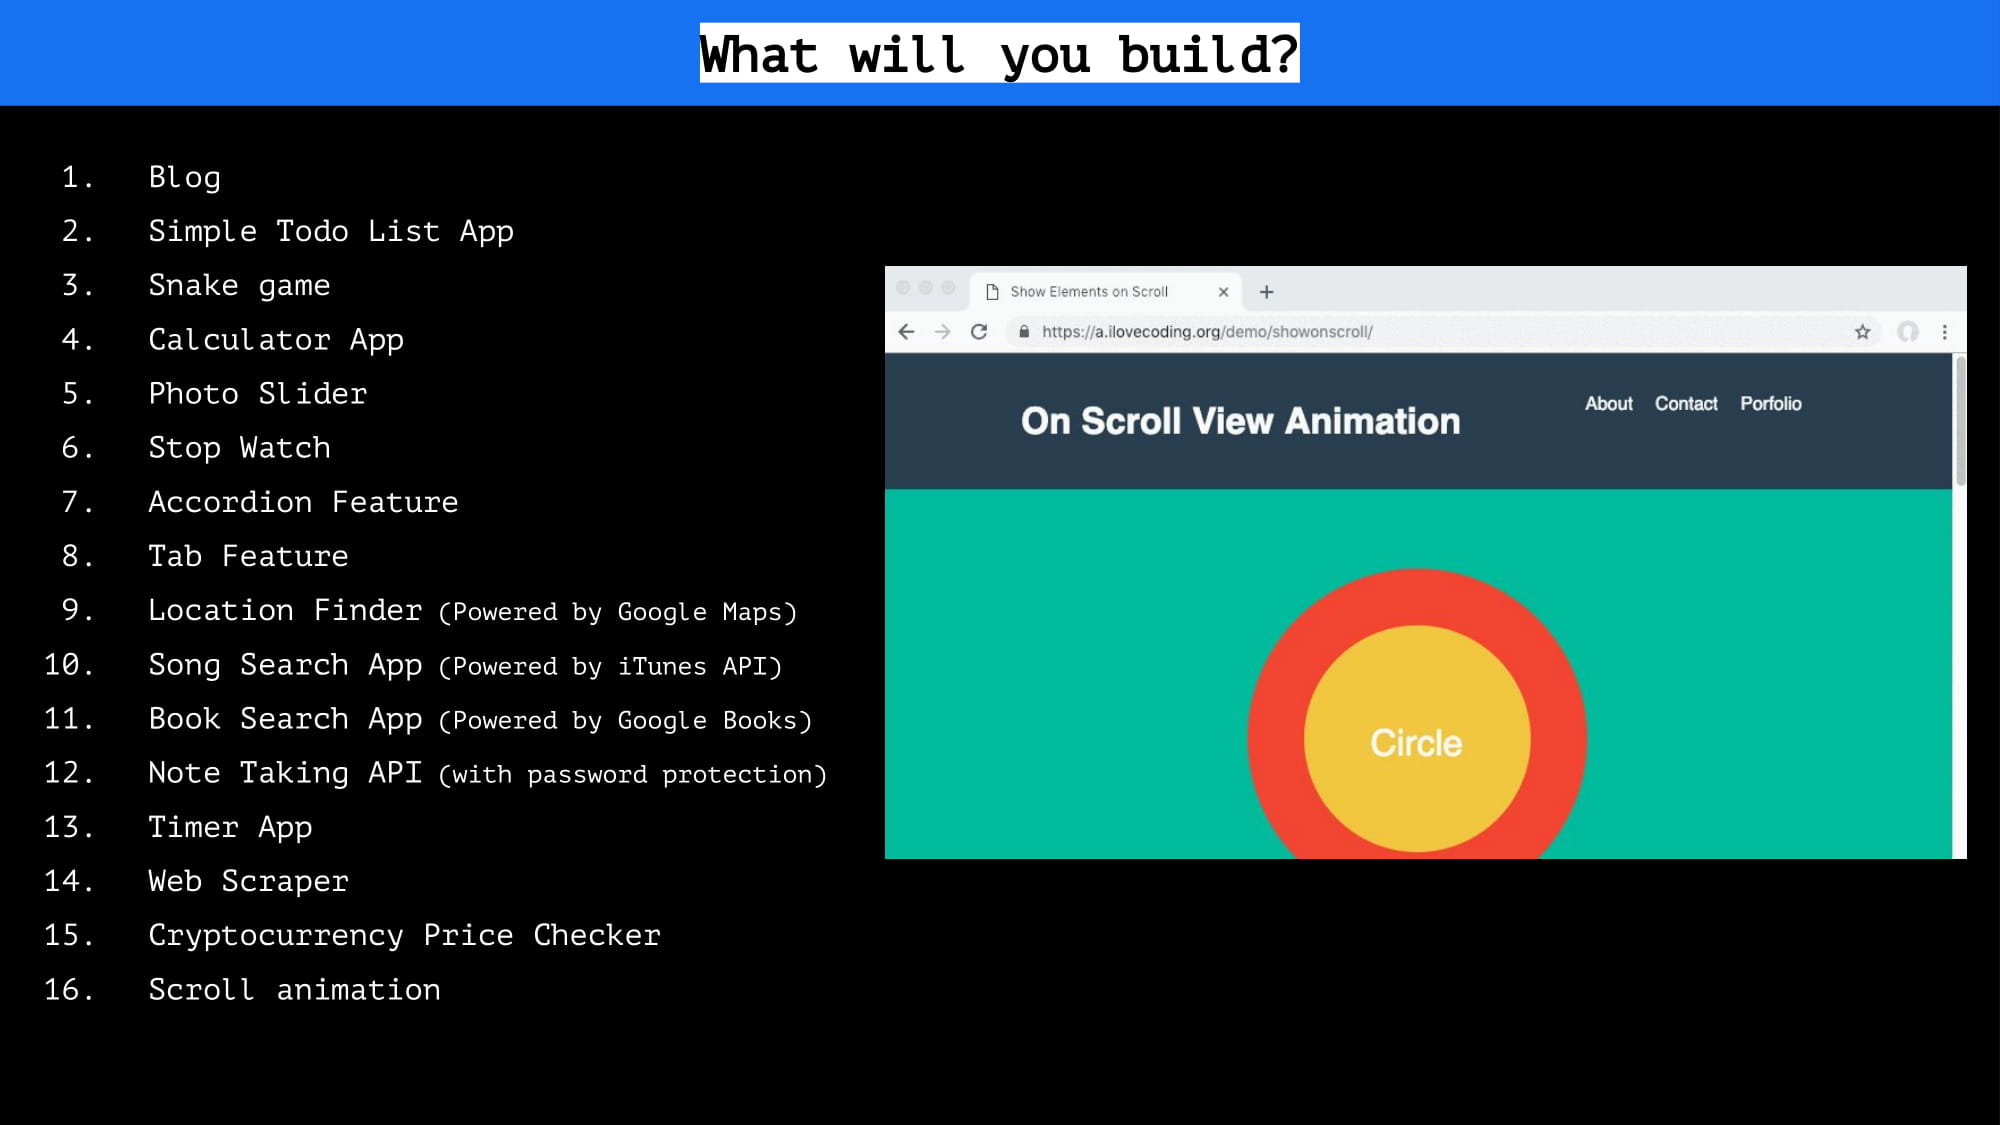 What will you build?
1. Blog
2. Simple Todo List App
3. Snake game
4. Calculator App
5. Photo Slider
6. Stop Watch
7. Accordion Feature
8. Tab Feature
9. Location Finder (Powered by Google Maps)
10. Song Search App (Powered by iTunes API)
11. Book Search App (Powered by Google Books)
12. Note Taking API (with password protection)
13. Timer App
14. Web Scraper
15. Cryptocurrency Price Checker
16. Scroll animation
Show Elements on Scroll
https://a.ilovecoding.org/demo/showonscroll/
On Scroll View Animation
About Contact Porfolio
Circle